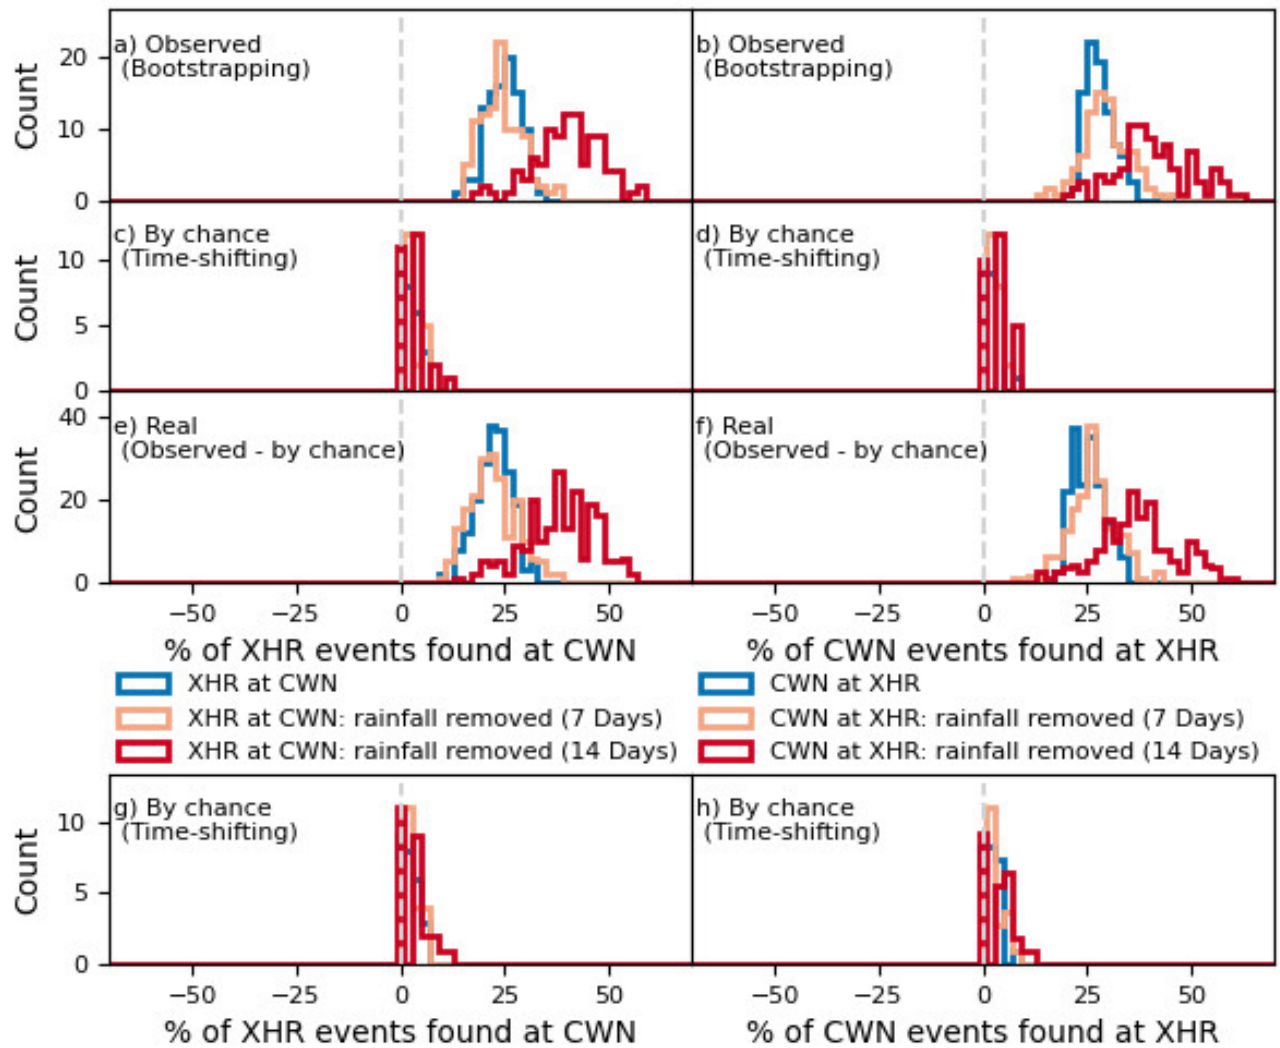 a) Observed
(Bootstrapping)
b) Observed
(Bootstrapping)
Count
20
10
0
c) By chance
(Time-shifting)
d) By chance
(Time-shifting)
Count
10
5
0
e) Real
(Observed - by chance)
f) Real
(Observed - by chance)
Count
40
20
0
−50 −25 0 25 50
−50 −25 0 25 50
% of XHR events found at CWN
% of CWN events found at XHR
XHR at CWN
XHR at CWN: rainfall removed (7 Days)
XHR at CWN: rainfall removed (14 Days)
CWN at XHR
CWN at XHR: rainfall removed (7 Days)
CWN at XHR: rainfall removed (14 Days)
g) By chance
(Time-shifting)
h) By chance
(Time-shifting)
Count
10
5
0
−50 −25 0 25 50
−50 −25 0 25 50
% of XHR events found at CWN
% of CWN events found at XHR